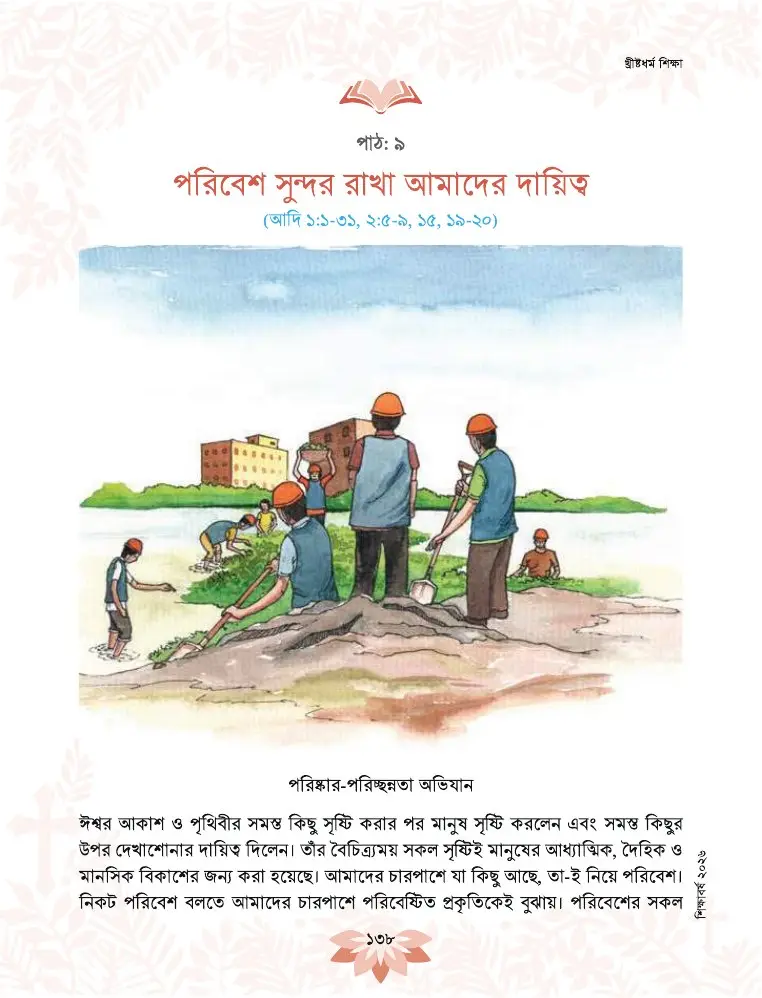 খ্রীষ্টধর্ম শিক্ষা
পাঠ: ৯
পরিবেশ সুন্দর রাখা আমাদের দায়িত্ব
(আদি ১:১-৩১, ২:৫-৯, ১৫, ১৯-২০)
পরিষ্কার-পরিচ্ছন্নতা অভিযান
ঈশ্বর আকাশ ও পৃথিবীর সমস্ত কিছু সৃষ্টি করার পর মানুষ সৃষ্টি করলেন এবং সমস্ত কিছুর
উপর দেখাশোনার দায়িত্ব দিলেন। তাঁর বৈচিত্র্যময় সকল সৃষ্টিই মানুষের আধ্যাত্মিক, দৈহিক ও
মানসিক বিকাশের জন্য করা হয়েছে। আমাদের চারপাশে যা কিছু আছে, তা-ই নিয়ে পরিবেশ।
নিকট পরিবেশ বলতে আমাদের চারপাশে পরিবেষ্টিত প্রকৃতিকেই বুঝায়। পরিবেশের সকল
শিক্ষাবর্ষ ২০২৬
১৩৮